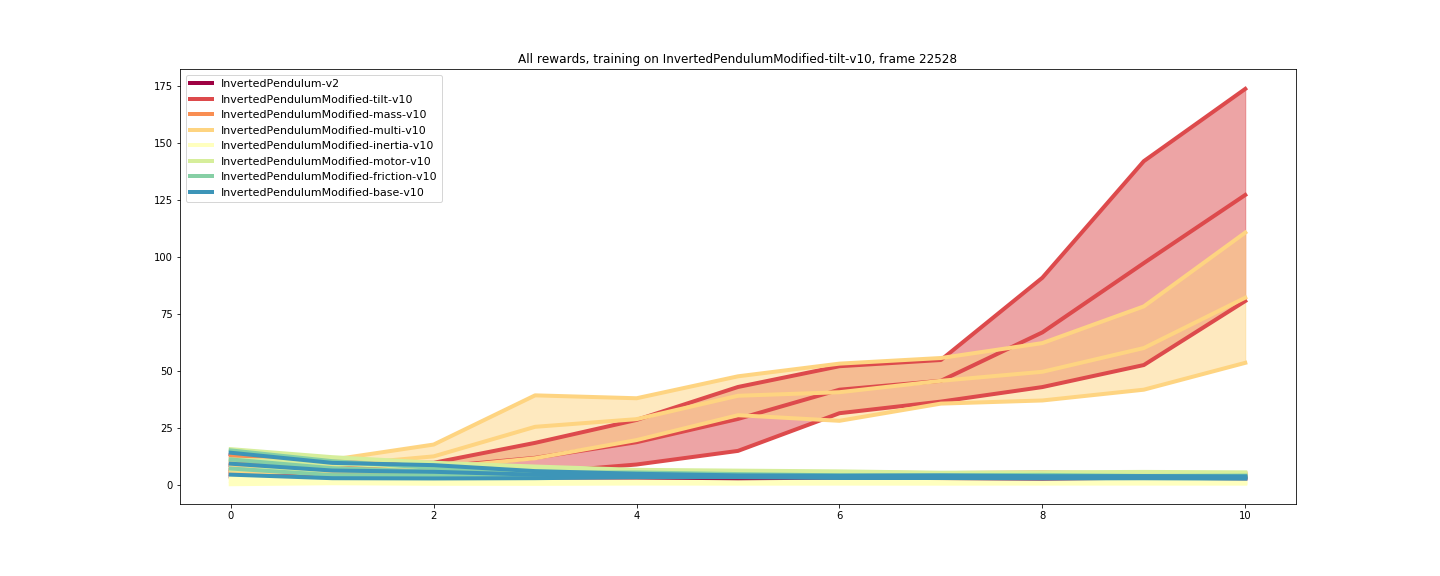 All rewards, training on InvertedPendulumModified-tilt-v10, frame 22528
InvertedPendulum-v2
InvertedPendulumModified-tilt-v10
InvertedPendulumModified-mass-v10
InvertedPendulumModified-multi-v10
InvertedPendulumModified-inertia-v10
InvertedPendulumModified-motor-v10
InvertedPendulumModified-friction-v10
InvertedPendulumModified-base-v10
175
150
125
100
75
50
25
0
0 2 4 6 8 10